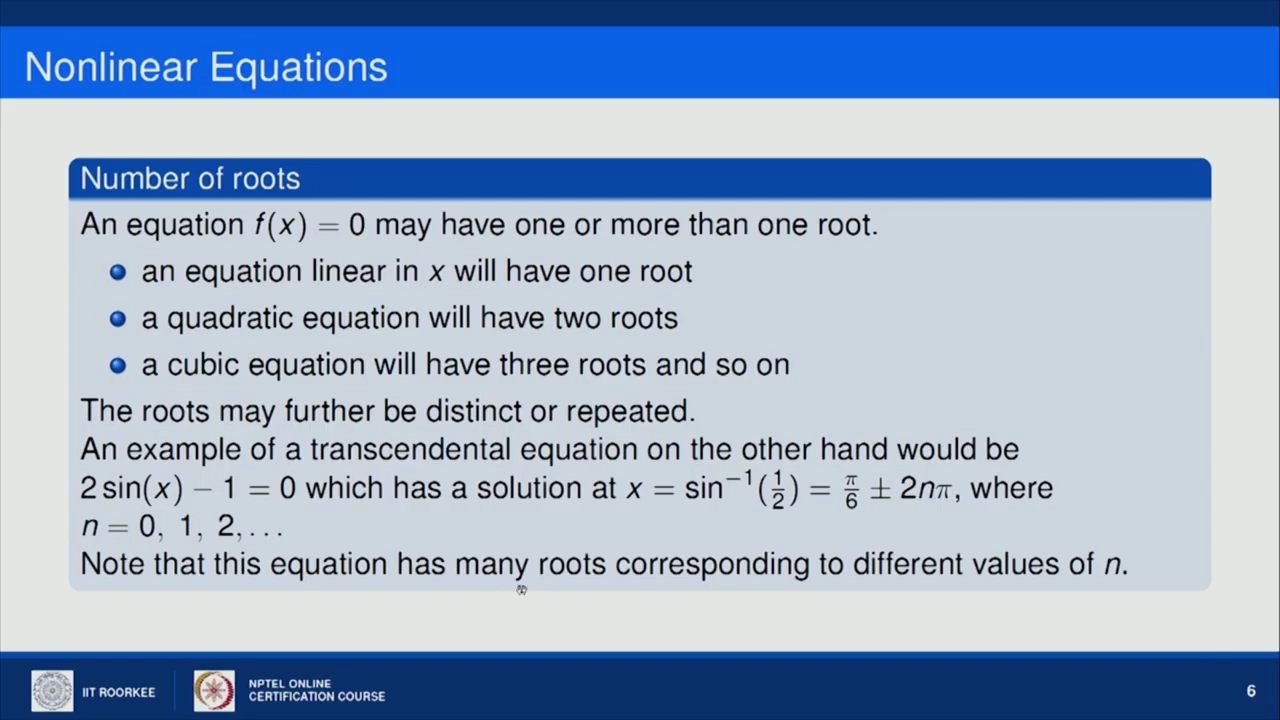 Nonlinear Equations
Number of roots
An equation f(x) = 0 may have one or more than one root.
an equation linear in x will have one root
a quadratic equation will have two roots
a cubic equation will have three roots and so on
The roots may further be distinct or repeated.
An example of a transcendental equation on the other hand would be
2 sin(x) − 1 = 0 which has a solution at x = sin⁻¹(1/2) = π/6 ± 2nπ, where
n = 0, 1, 2, . . .
Note that this equation has many roots corresponding to different values of n.
IIT ROORKEE
NPTEL ONLINE
CERTIFICATION COURSE
6